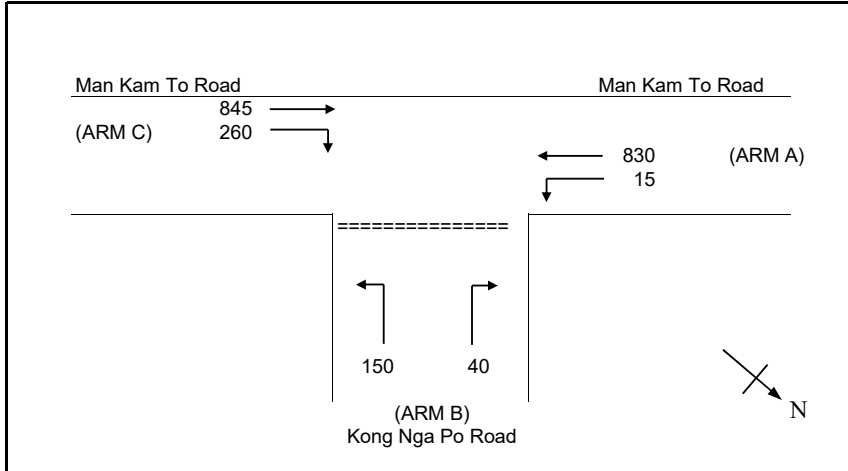 Man Kam To Road Man Kam To Road
845
(ARM C) 260
830 (ARM A)
15
150 40
(ARM B)
Kong Nga Po Road
N